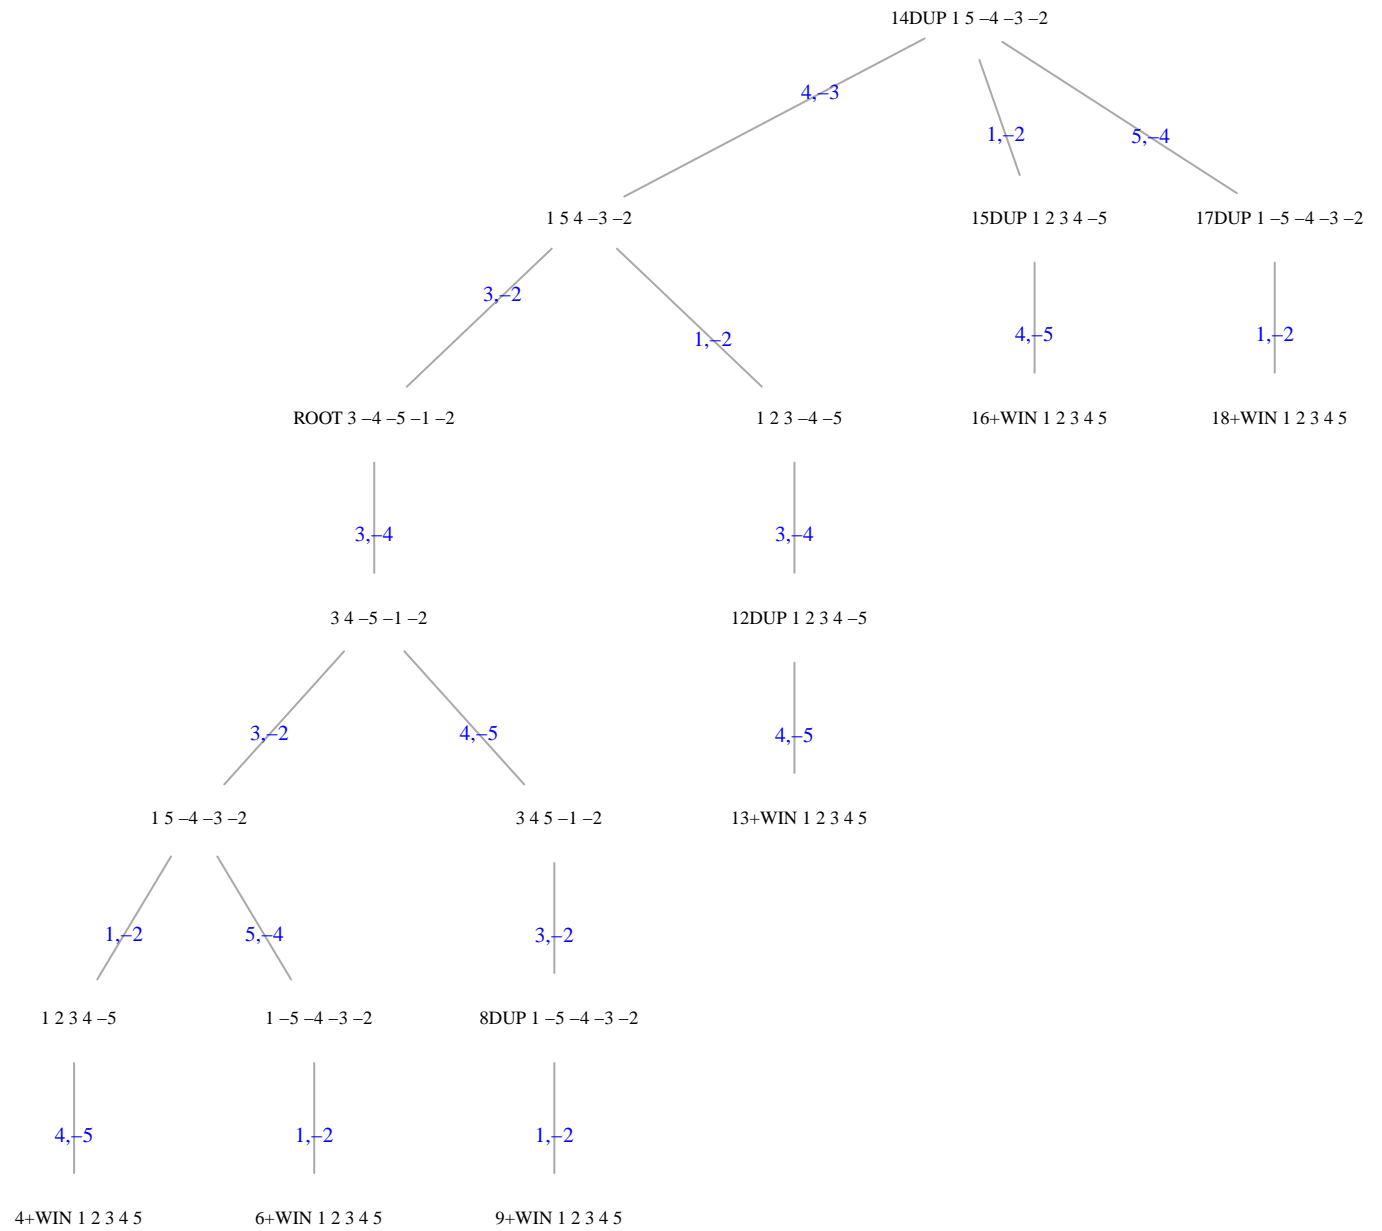 14DUP 1 5 –4 –3 –2
4,–3
1,–2
5,–4
1 5 4 –3 –2
15DUP 1 2 3 4 –5
17DUP 1 –5 –4 –3 –2
3,–2
1,–2
4,–5
1,–2
ROOT 3 –4 –5 –1 –2
1 2 3 –4 –5
16+WIN 1 2 3 4 5
18+WIN 1 2 3 4 5
3,–4
3,–4
3 4 –5 –1 –2
12DUP 1 2 3 4 –5
3,–2
4,–5
4,–5
1 5 –4 –3 –2
3 4 5 –1 –2
13+WIN 1 2 3 4 5
1,–2
5,–4
3,–2
1 2 3 4 –5
1 –5 –4 –3 –2
8DUP 1 –5 –4 –3 –2
4,–5
1,–2
1,–2
4+WIN 1 2 3 4 5
6+WIN 1 2 3 4 5
9+WIN 1 2 3 4 5